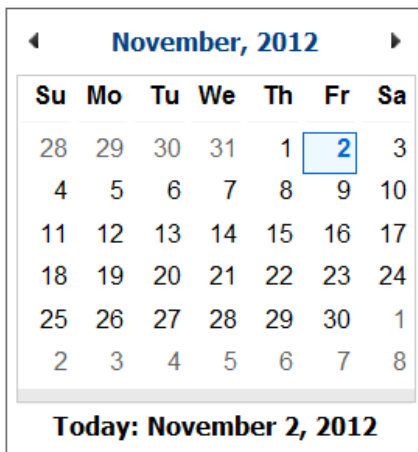 November, 2012
Su Mo Tu We Th Fr Sa
28 29 30 31 1 2 3
4 5 6 7 8 9 10
11 12 13 14 15 16 17
18 19 20 21 22 23 24
25 26 27 28 29 30 1
2 3 4 5 6 7 8
Today: November 2, 2012